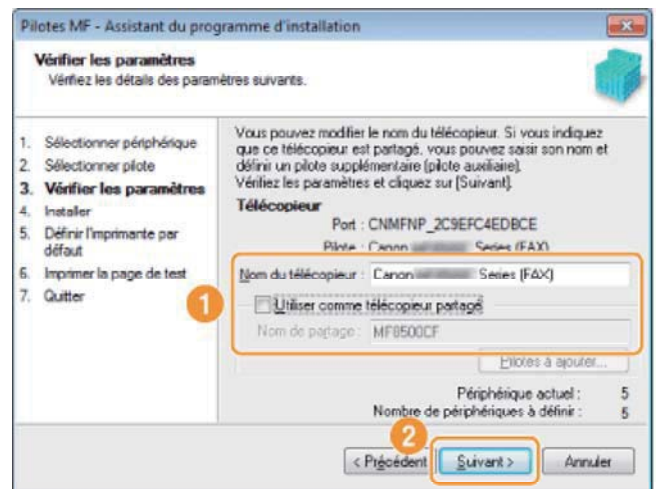 Pilotes MF - Assistant du programme d'installation
Vérifier les paramètres
Vérifiez les détails des paramètres suivants.
1. Sélectionner périphérique
2. Sélectionner pilote
3. Vérifier les paramètres
4. Installer
5. Définir l'imprimante par
défaut
6. Imprimer la page de test
7. Quitter
Vous pouvez modifier le nom du télécopieur. Si vous indiquez
que ce télécopieur est partagé, vous pouvez saisir son nom et
définir un pilote supplémentaire (pilote auxiliaire).
Vérifiez les paramètres et cliquez sur [Suivant].
Télécopieur
Port : CNMFNP_2C9EFC4EDBCE
Pilote : Canon Series (FAX)
1
Nom du télécopieur : Canon Series (FAX)
Utiliser comme télécopieur partagé
Nom de partage : MF8500CF
Pilotes à ajouter...
Périphérique actuel : 5
Nombre de périphériques à définir : 5
2
< Précédent
Suivant >
Annuler